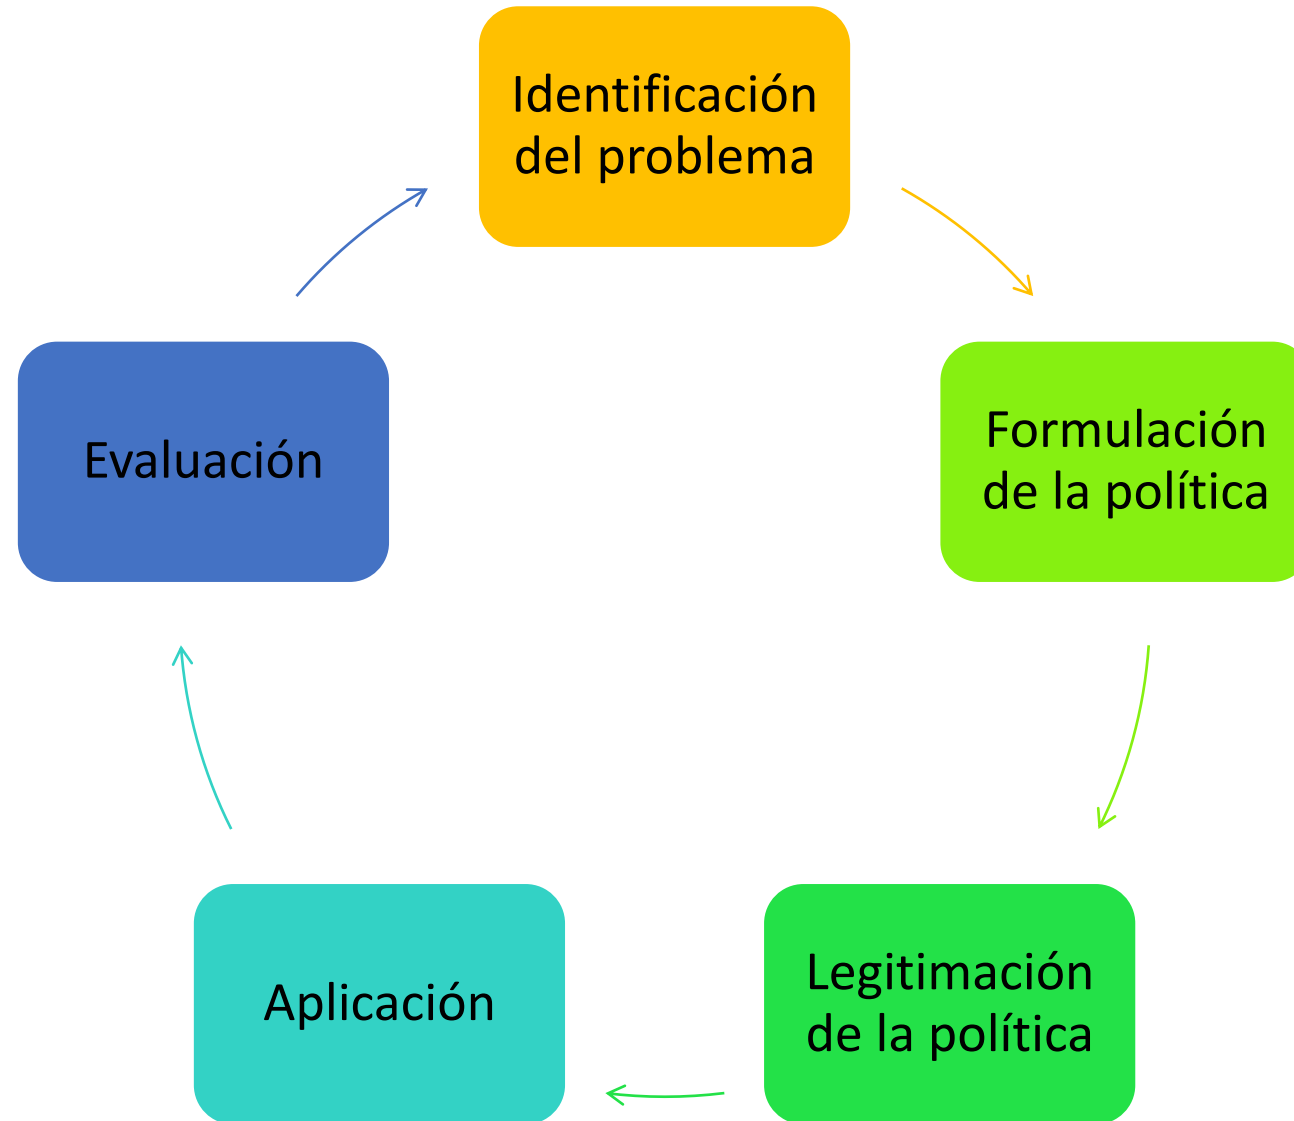 Identificación
del problema
Formulación
de la política
Legitimación
de la política
Aplicación
Evaluación